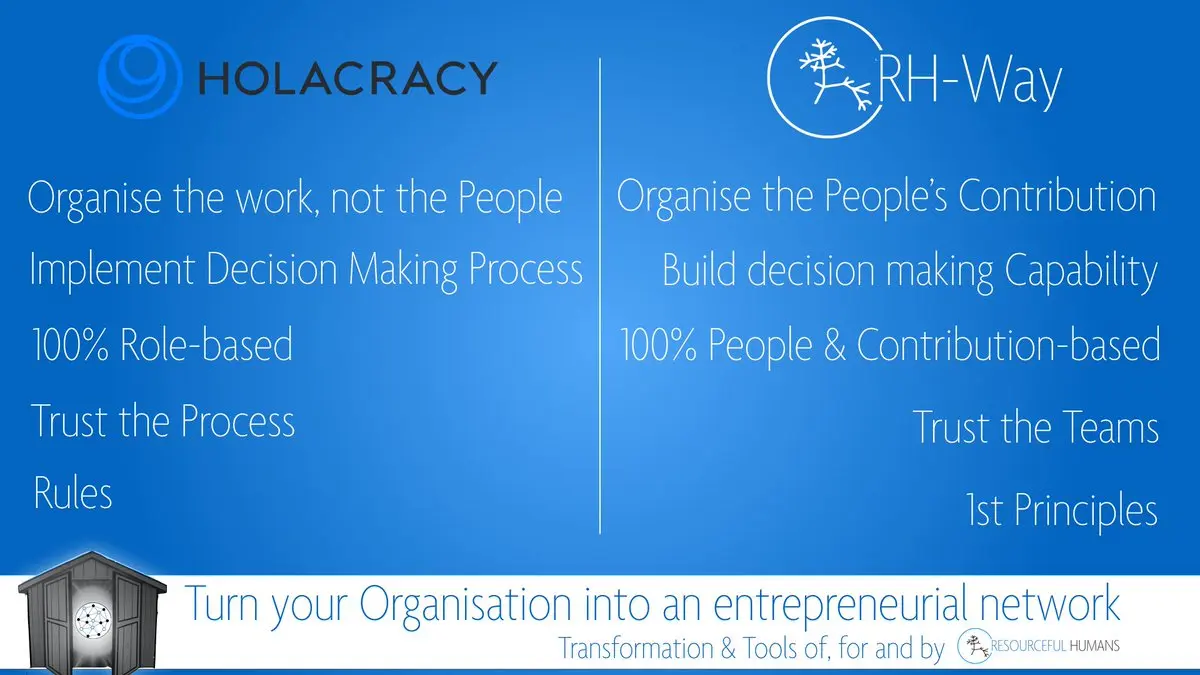 HOLACRACY
Organise the work, not the People
Implement Decision Making Process
100% Role-based
Trust the Process
Rules
RH-Way
Organise the People’s Contribution
Build decision making Capability
100% People & Contribution-based
Trust the Teams
1st Principles
Turn your Organisation into an entrepreneurial network
Transformation & Tools of, for and by
RESOURCEFUL HUMANS